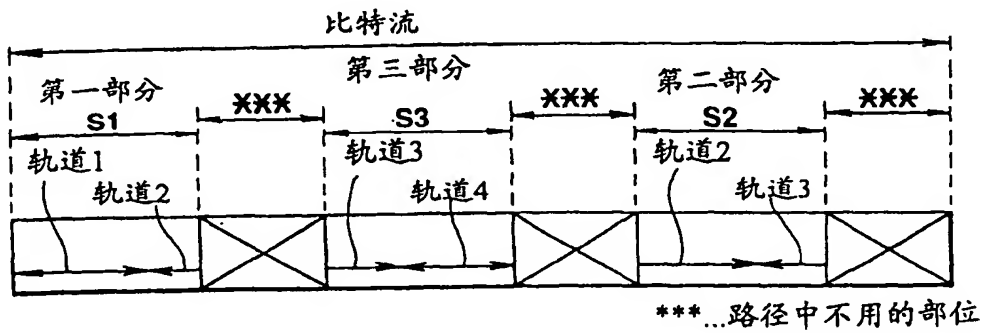 比特流
第一部分 *** 第三部分 *** 第二部分 ***
S1 S3 S2
轨道1 轨道2 轨道3 轨道4 轨道2 轨道3
***...路径中不用的部位